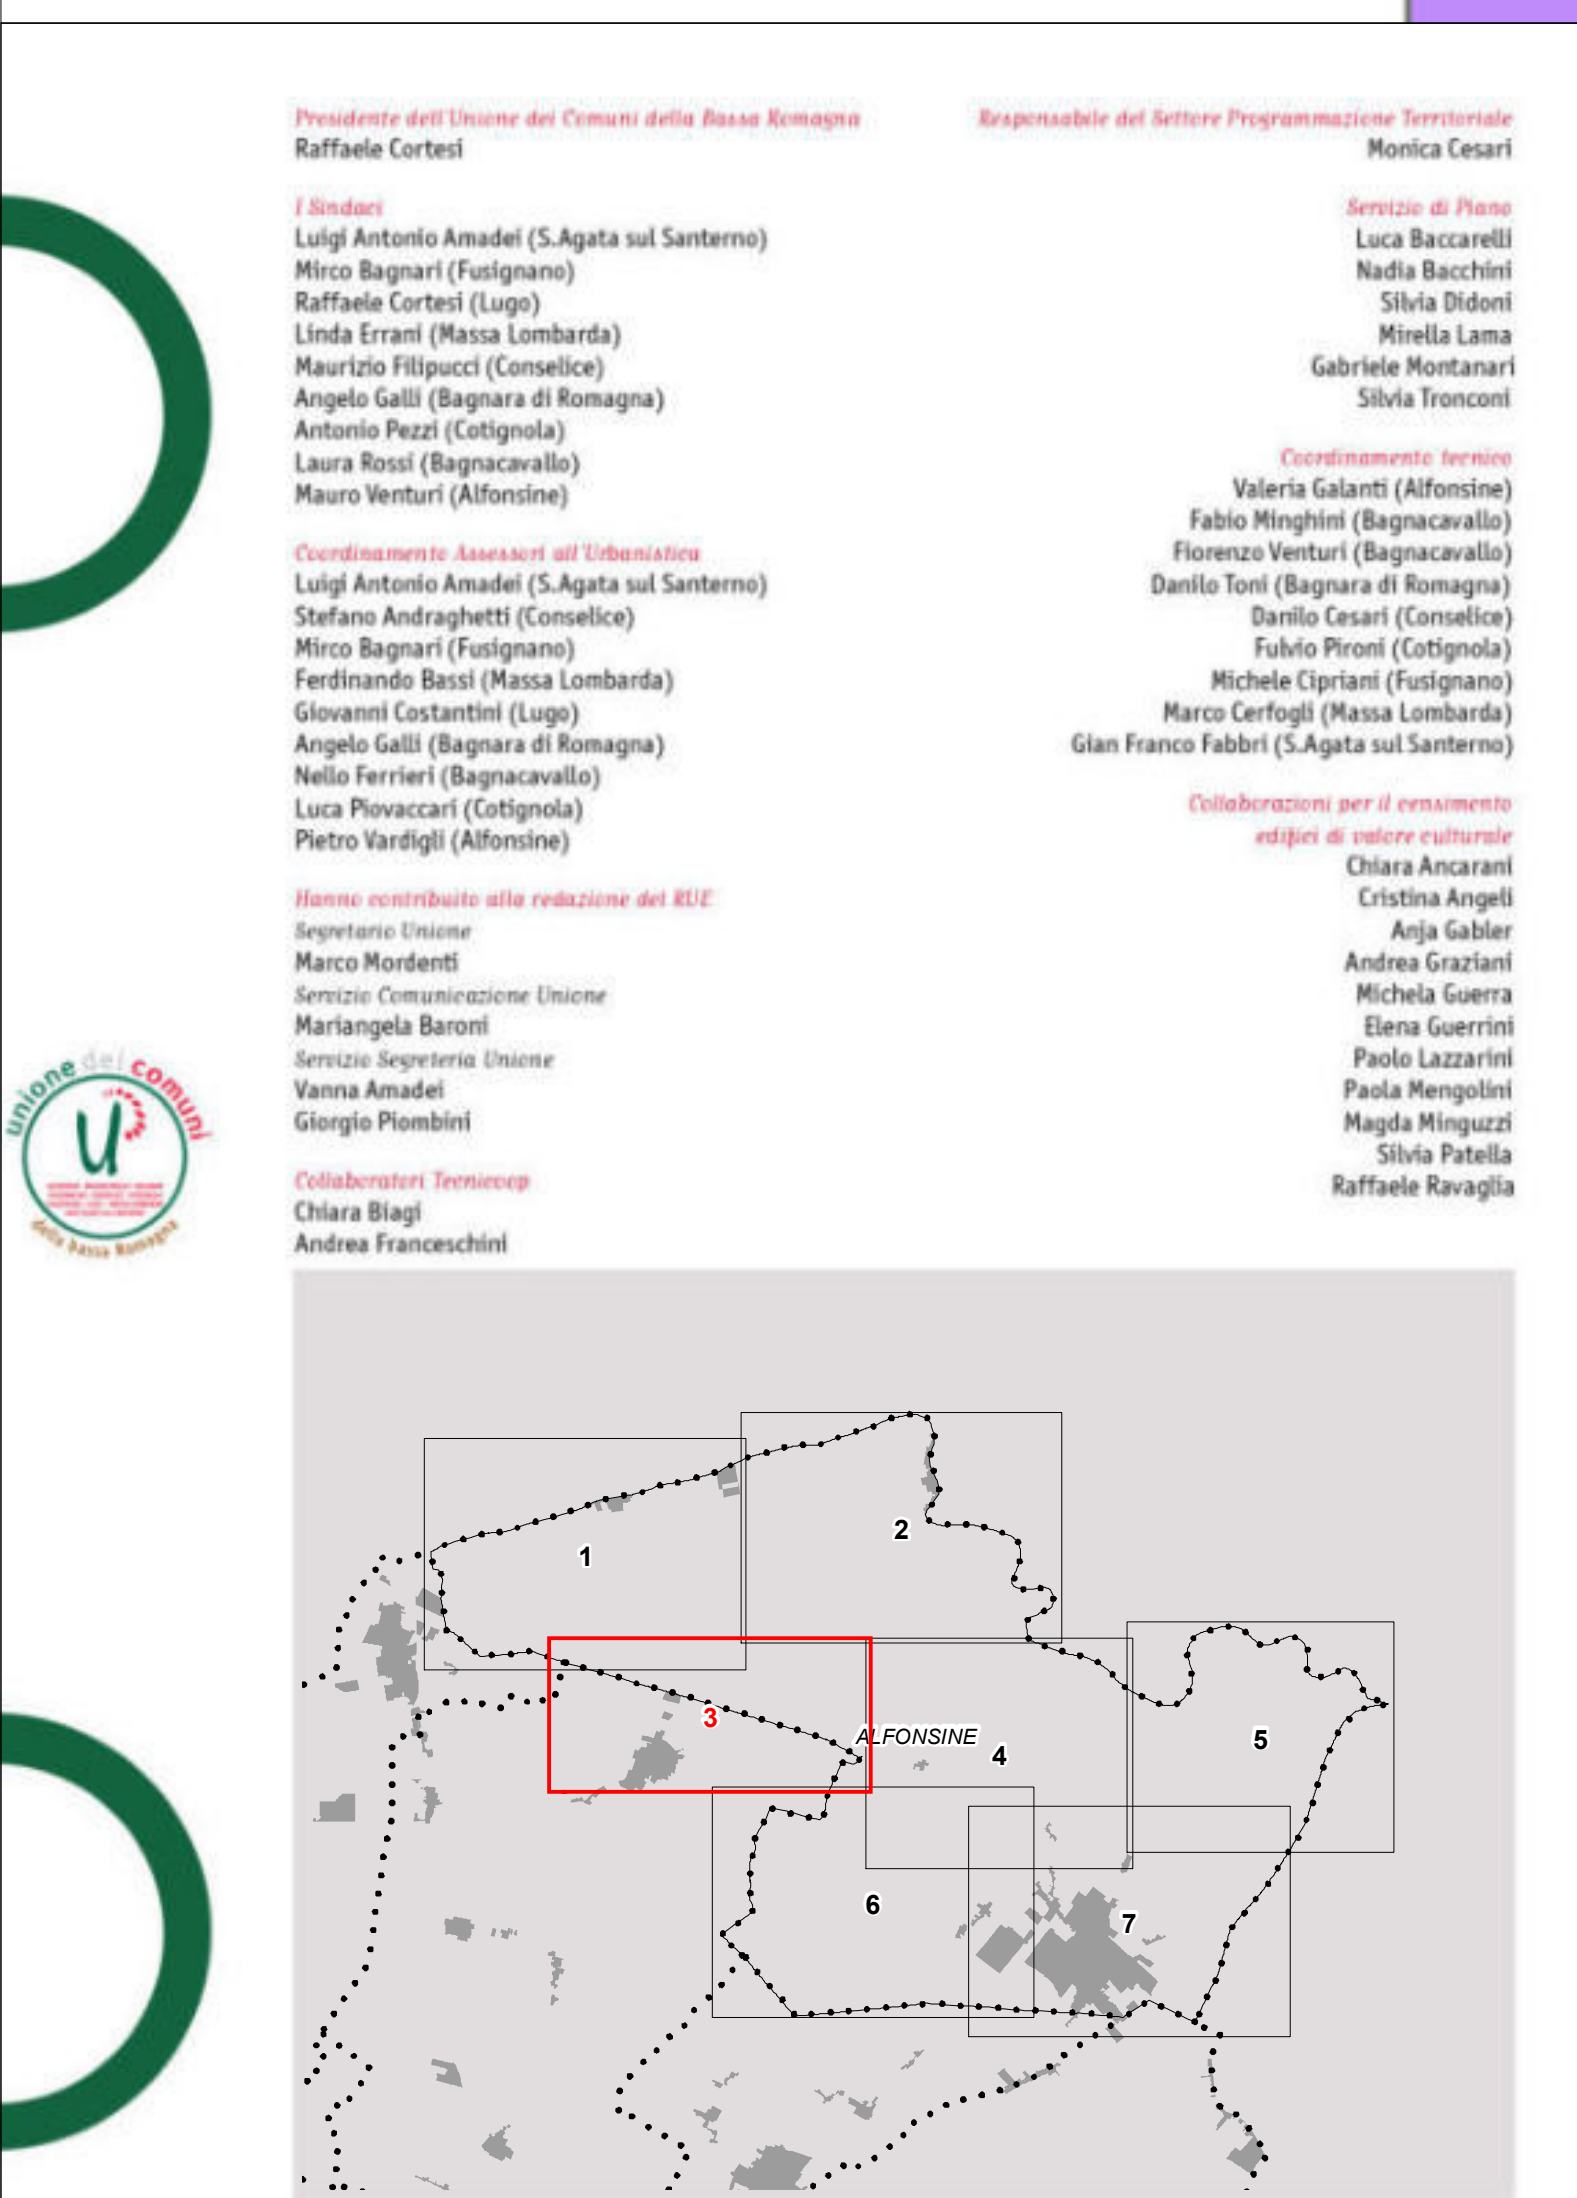 Presidente dell'Unione dei Comuni della Bassa Romagna
Raffaele Cortesi
I Sindaci
Luigi Antonio Amadei (S.Agata sul Santerno)
Mirco Bagnari (Fusignano)
Raffaele Cortesi (Lugo)
Linda Errani (Massa Lombarda)
Maurizio Filipucci (Conselice)
Angelo Galli (Bagnara di Romagna)
Antonio Pezzi (Cotignola)
Laura Rossi (Bagnacavallo)
Mauro Venturi (Alfonsine)
Coordinamento Assessori all'Urbanistica
Luigi Antonio Amadei (S.Agata sul Santerno)
Stefano Andraghetti (Conselice)
Mirco Bagnari (Fusignano)
Ferdinando Bassi (Massa Lombarda)
Giovanni Costantini (Lugo)
Angelo Galli (Bagnara di Romagna)
Nello Ferrieri (Bagnacavallo)
Luca Piovaccari (Cotignola)
Pietro Vardigli (Alfonsine)
Hanno contribuito alla redazione del RUE
Segretario Unione
Marco Mordenti
Servizio Comunicazione Unione
Mariangela Baroni
Servizio Segreteria Unione
Vanna Amadei
Giorgio Piombini
Collaboratori Tecnicoop
Chiara Biagi
Andrea Franceschini
Responsabile del Settore Programmazione Territoriale
Monica Cesari
Servizio di Piano
Luca Baccarelli
Nadia Bacchini
Silvia Didoni
Mirella Lama
Gabriele Montanari
Silvia Tronconi
Coordinamento tecnico
Valeria Galanti (Alfonsine)
Fabio Minghini (Bagnacavallo)
Fiorenzo Venturi (Bagnacavallo)
Danilo Toni (Bagnara di Romagna)
Danilo Cesari (Conselice)
Fulvio Pironi (Cotignola)
Michele Cipriani (Fusignano)
Marco Cerfogli (Massa Lombarda)
Gian Franco Fabbri (S.Agata sul Santerno)
Collaborazioni per il censimento
edifici di valore culturale
Chiara Ancarani
Cristina Angeli
Anja Gabler
Andrea Graziani
Michela Guerra
Elena Guerrini
Paolo Lazzarini
Paola Mengolini
Magda Minguzzi
Silvia Patella
Raffaele Ravaglia
unione dei comuni
U
della bassa Romagna
1
2
3
ALFONSINE
4
5
6
7